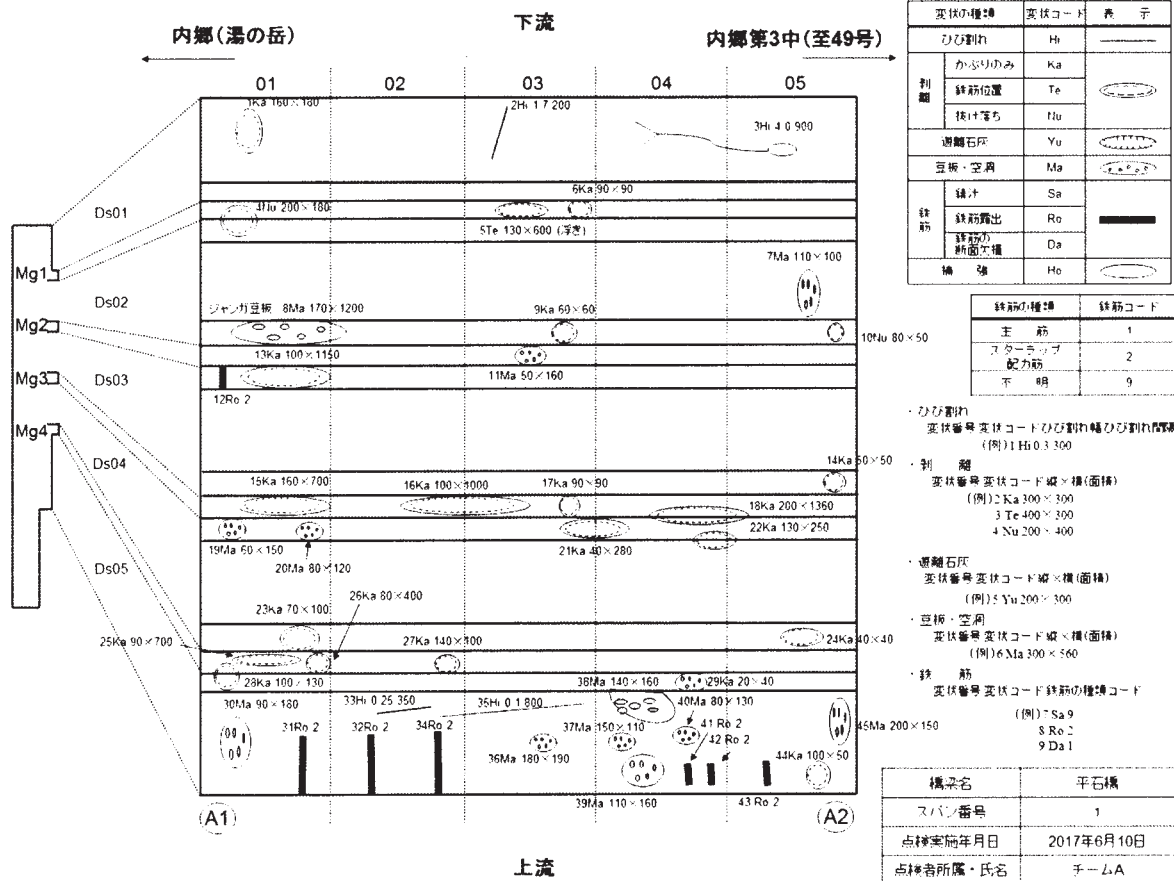 下流
内郷(湯の岳)
内郷第3中(至49号)
01
02
03
04
05
1Ka 160×180
2Hi 1.7 200
3Hi 4.0 900
6Ka 90×90
Ds01
4Nu 200×180
5Te 130×600 (浮き)
7Ma 110×100
Mg1
Ds02
ジャンカ豆板 8Ma 170×1200
9Ka 60×60
Mg2
10Nu 80×50
13Ka 100×1150
11Ma 50×160
Mg3
Ds03
12Ro 2
Mg4
Ds04
14Ka 50×50
15Ka 160×700
16Ka 100×1000
17Ka 90×90
18Ka 200×1360
22Ka 130×250
19Ma 60×150
21Ka 40×280
20Ma 80×120
Ds05
26Ka 80×400
23Ka 70×100
25Ka 90×700
27Ka 140×100
24Ka 40×40
28Ka 100×130
38Ma 140×160
29Ka 20×40
30Ma 90×180
33Hi 0.25 350
35Hi 0.1 800
40Ma 80×130
31Ro 2
32Ro 2
34Ro 2
37Ma 150×110
41 Ro 2
45Ma 200×150
42 Ro 2
36Ma 180×190
44Ka 100×50
39Ma 110×160
43 Ro 2
A1
A2
上流
変状の種類 変状コード 表 示
ひび割れ Hi
剥離
かぶりのみ Ka
鉄筋位置 Te
抜け落ち Nu
遊離石灰 Yu
豆板・空洞 Ma
鉄筋
錆汁 Sa
鉄筋露出 Ro
鉄筋の断面欠損 Da
補 強 Ho
鉄筋の種類 鉄筋コード
主 筋 1
スターラップ 配力筋 2
不 明 9
・ひび割れ
変状番号 変状コード ひび割れ幅 ひび割れ間隔
(例) 1 Hi 0.3 300
・剥 離
変状番号 変状コード 縦×横(面積)
(例) 2 Ka 300×300
3 Te 400×300
4 Nu 200×400
・遊離石灰
変状番号 変状コード 縦×横(面積)
(例) 5 Yu 200×300
・豆板・空洞
変状番号 変状コード 縦×横(面積)
(例) 6 Ma 300×560
・鉄 筋
変状番号 変状コード 鉄筋の種類コード
(例) 7 Sa 9
8 Ro 2
9 Da 1
橋梁名 平石橋
スパン番号 1
点検実施年月日 2017年6月10日
点検者所属・氏名 チームA